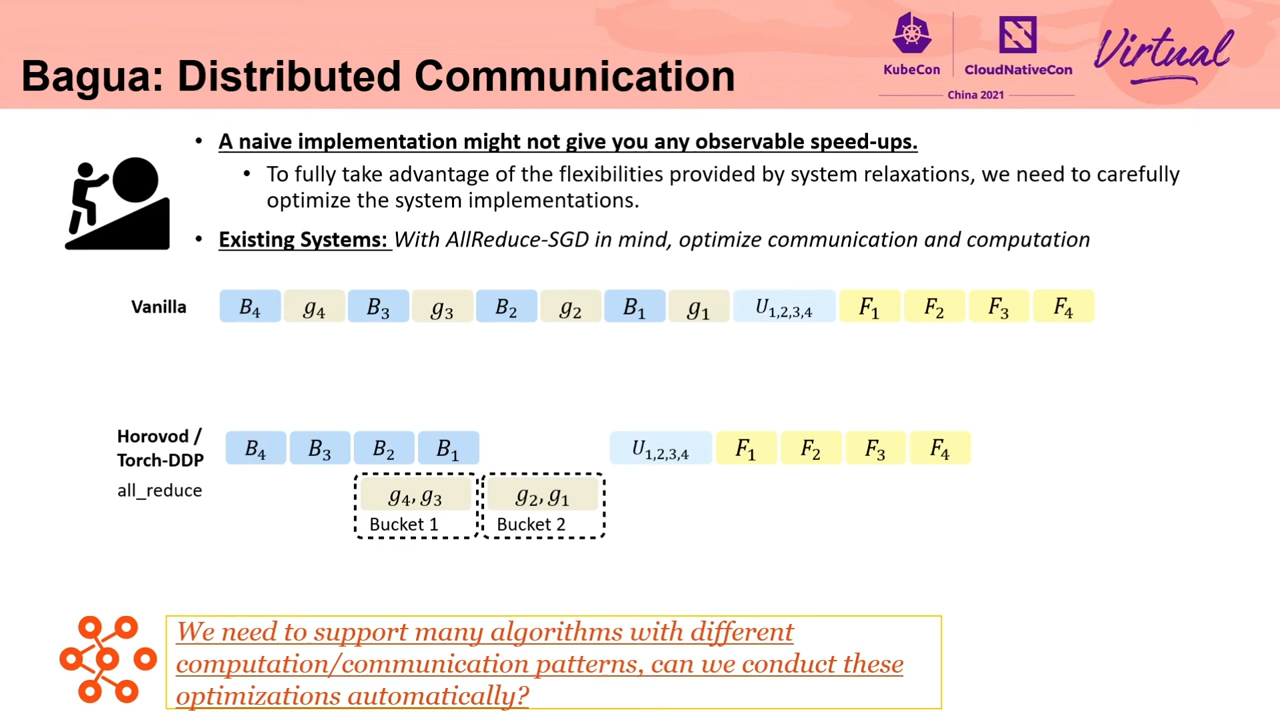 Bagua: Distributed Communication
KubeCon
CloudNativeCon
China 2021
Virtual
• A naive implementation might not give you any observable speed-ups.
• To fully take advantage of the flexibilities provided by system relaxations, we need to carefully
optimize the system implementations.
• Existing Systems: With AllReduce-SGD in mind, optimize communication and computation
Vanilla B₄ g₄ B₃ g₃ B₂ g₂ B₁ g₁ U₁,₂,₃,₄ F₁ F₂ F₃ F₄
Horovod /
Torch-DDP
all_reduce
B₄ B₃ B₂ B₁ U₁,₂,₃,₄ F₁ F₂ F₃ F₄
g₄, g₃ g₂, g₁
Bucket 1 Bucket 2
We need to support many algorithms with different
computation/communication patterns, can we conduct these
optimizations automatically?